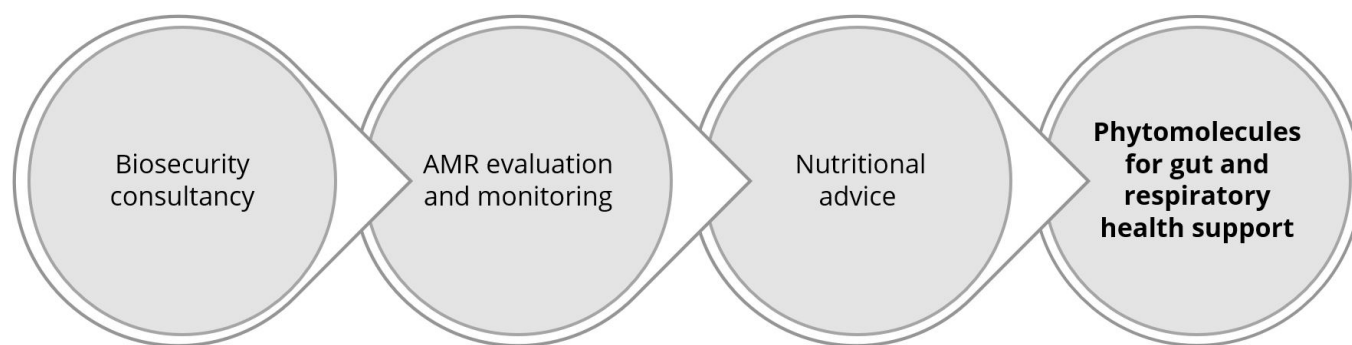 Biosecurity
consultancy
AMR evaluation
and monitoring
Nutritional
advice
Phytomolecules
for gut and
respiratory
health support